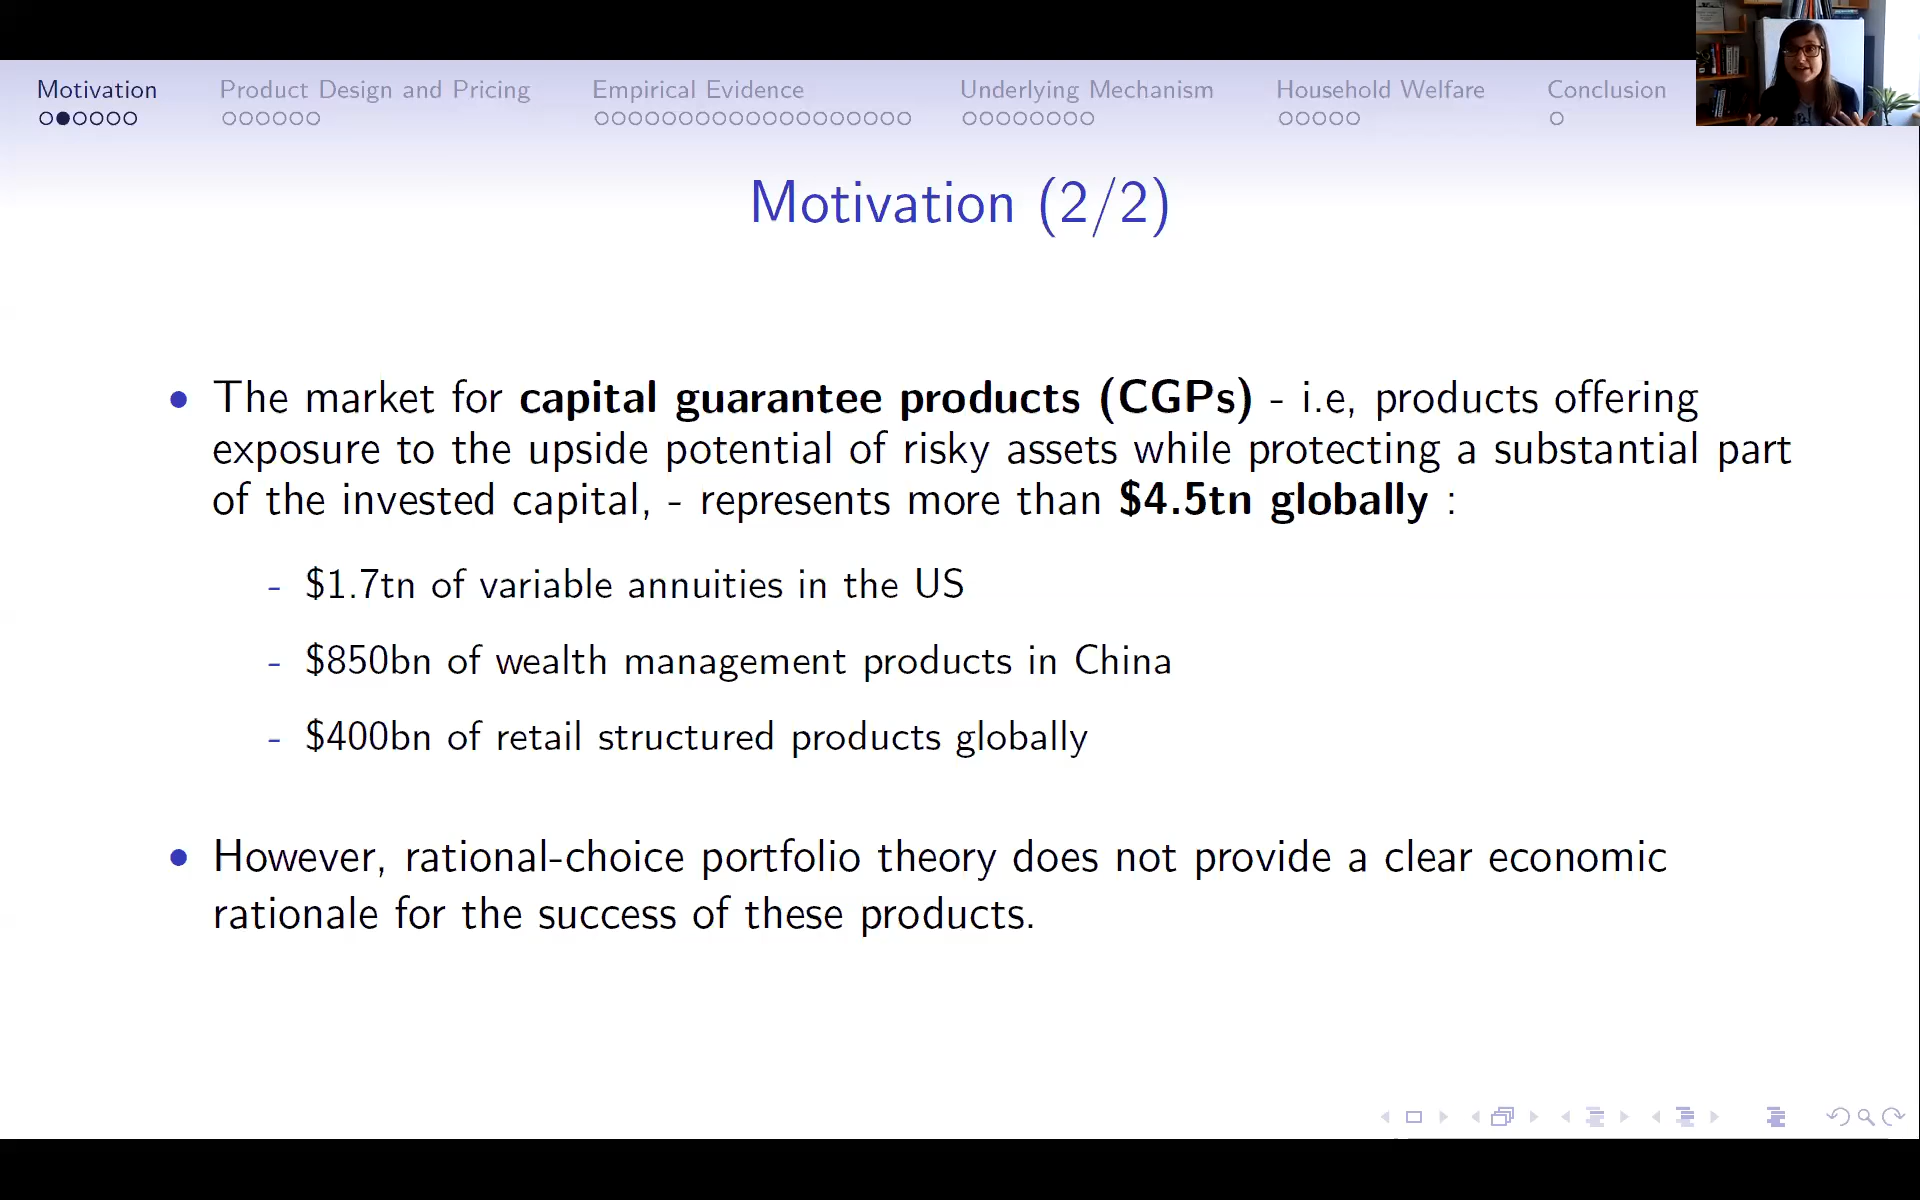 Motivation
Product Design and Pricing
Empirical Evidence
Underlying Mechanism
Household Welfare
Conclusion
Motivation (2/2)
• The market for capital guarantee products (CGPs) - i.e, products offering
exposure to the upside potential of risky assets while protecting a substantial part
of the invested capital, - represents more than $4.5tn globally :
- $1.7tn of variable annuities in the US
- $850bn of wealth management products in China
- $400bn of retail structured products globally
• However, rational-choice portfolio theory does not provide a clear economic
rationale for the success of these products.